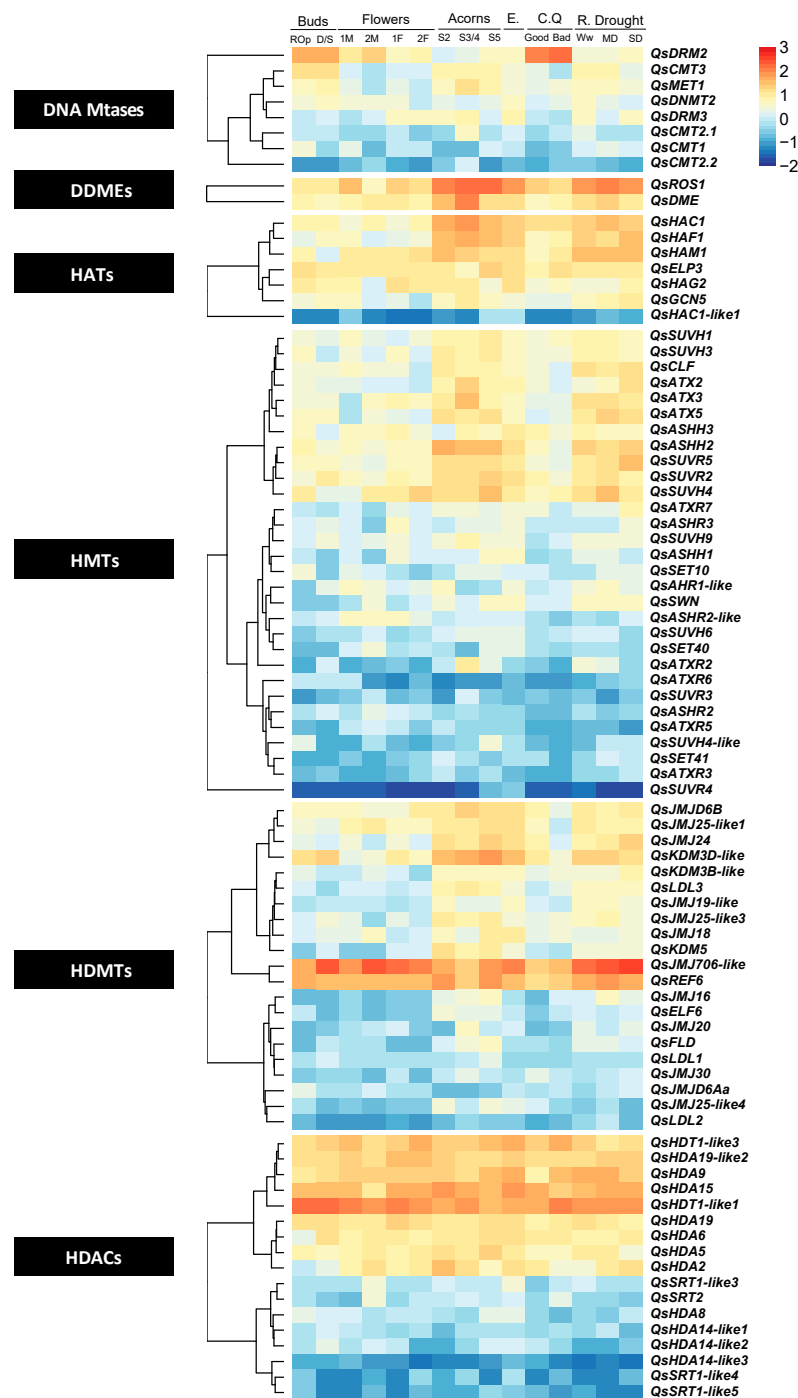 Buds Flowers Acorns E. C.Q R. Drought
ROp D/S 1M 2M 1F 2F S2 S3/4 S5 Good Bad Ww MD SD
3
2
1
0
−1
−2
DNA Mtases
QsDRM2
QsCMT3
QsMET1
QsDNMT2
QsDRM3
QsCMT2.1
QsCMT1
QsCMT2.2
DDMEs
QsROS1
QsDME
HATs
QsHAC1
QsHAF1
QsHAM1
QsELP3
QsHAG2
QsGCN5
QsHAC1-like1
HMTs
QsSUVH1
QsSUVH3
QsCLF
QsATX2
QsATX3
QsATX5
QsASHH3
QsASHH2
QsSUVR5
QsSUVR2
QsSUVH4
QsATXR7
QsASHR3
QsSUVH9
QsASHH1
QsSET10
QsAHR1-like
QsSWN
QsASHR2-like
QsSUVH6
QsSET40
QsATXR2
QsATXR6
QsSUVR3
QsASHR2
QsATXR5
QsSUVH4-like
QsSET41
QsATXR3
QsSUVR4
HDMTs
QsJMJD6B
QsJMJ25-like1
QsJMJ24
QsKDM3D-like
QsKDM3B-like
QsLDL3
QsJMJ19-like
QsJMJ25-like3
QsJMJ18
QsKDM5
QsJMJ706-like
QsREF6
QsJMJ16
QsELF6
QsJMJ20
QsFLD
QsLDL1
QsJMJ30
QsJMJD6Aa
QsJMJ25-like4
QsLDL2
HDACs
QsHDT1-like3
QsHDA19-like2
QsHDA9
QsHDA15
QsHDT1-like1
QsHDA19
QsHDA6
QsHDA5
QsHDA2
QsSRT1-like3
QsSRT2
QsHDA8
QsHDA14-like1
QsHDA14-like2
QsHDA14-like3
QsSRT1-like4
QsSRT1-like5